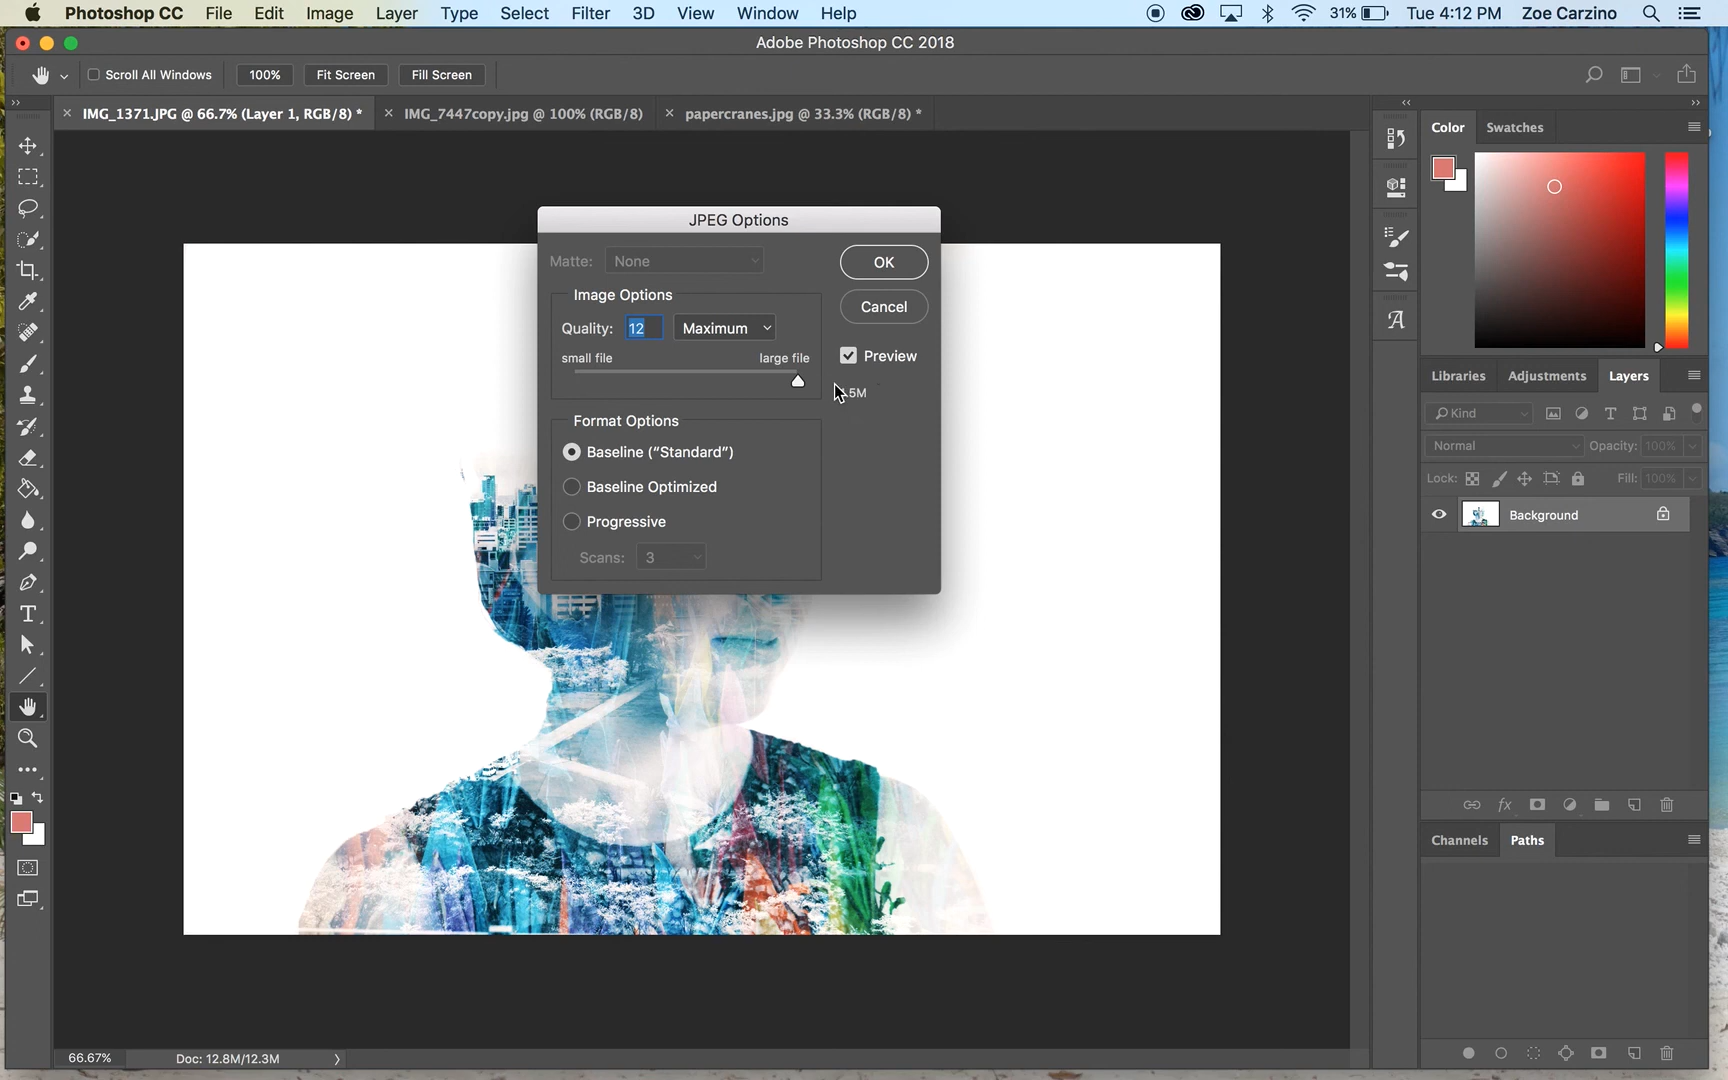 Photoshop CC File Edit Image Layer Type Select Filter 3D View Window Help 31% Tue 4:12 PM Zoe Carzino
Adobe Photoshop CC 2018
Scroll All Windows 100% Fit Screen Fill Screen
IMG_1371.JPG @ 66.7% (Layer 1, RGB/8) * IMG_7447copy.jpg @ 100% (RGB/8) papercranes.jpg @ 33.3% (RGB/8) *
Color Swatches
JPEG Options
Matte: None OK
Image Options
Cancel
Quality: 12 Maximum
small file large file
Preview
5M
Format Options
Baseline (“Standard”)
Baseline Optimized
Progressive
Scans: 3
Libraries Adjustments Layers
Kind
Normal Opacity: 100%
Lock: Fill: 100%
Background
Channels Paths
66.67% Doc: 12.8M/12.3M